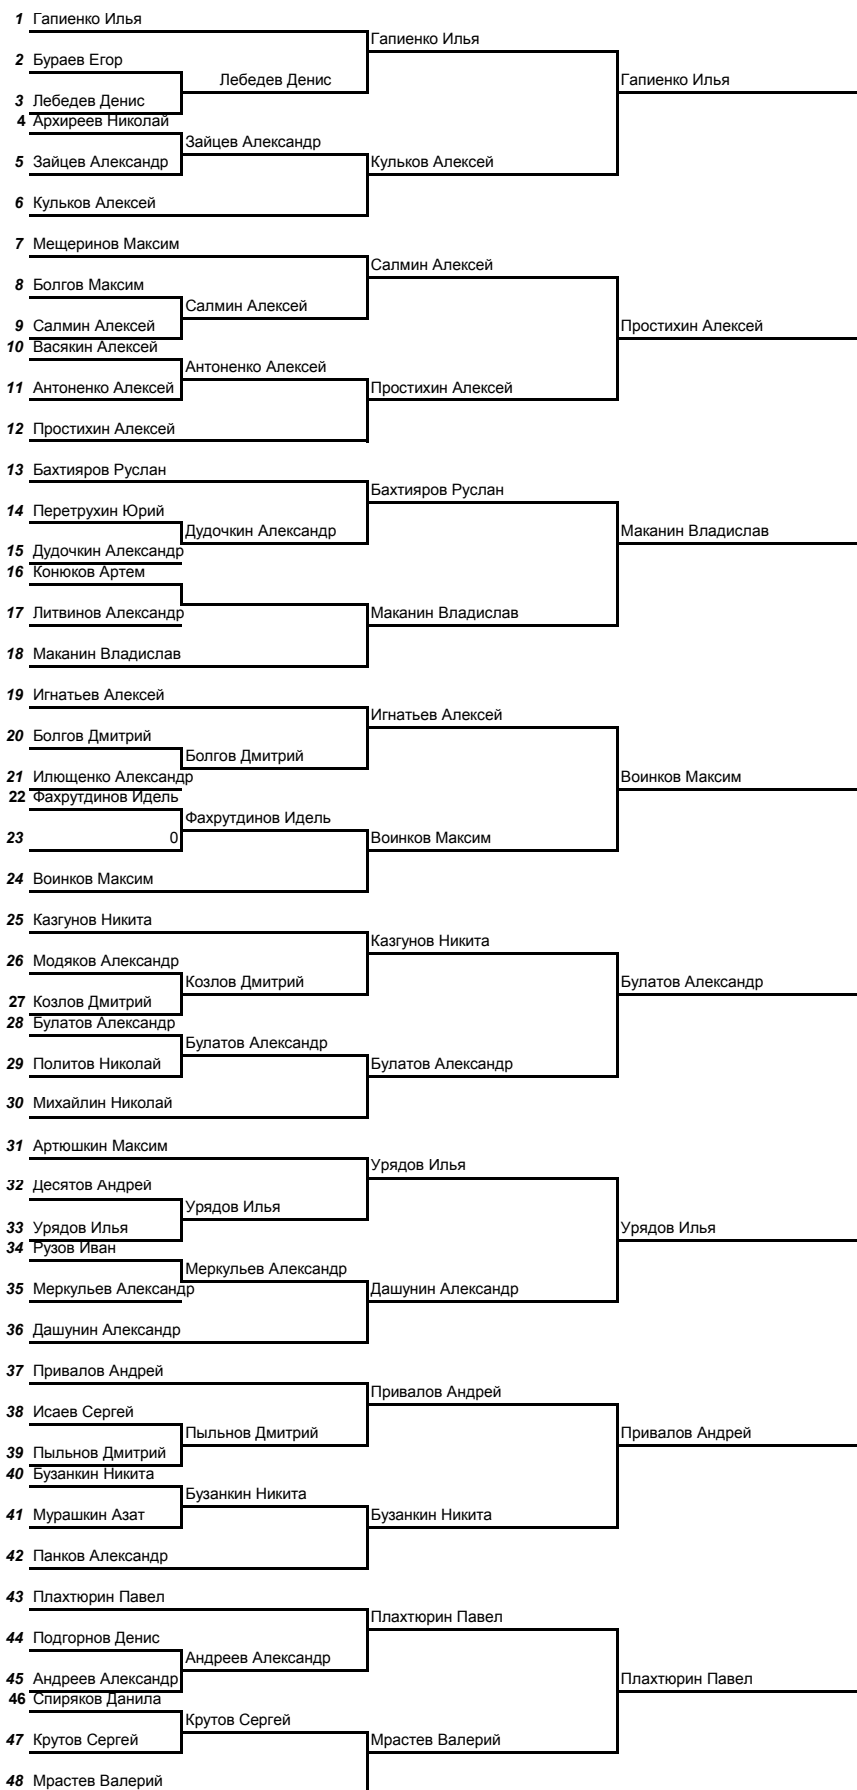 1 Гапиенко Илья
Гапиенко Илья
2 Бураев Егор
Лебедев Денис
Гапиенко Илья
3 Лебедев Денис
4 Архиреев Николай
Зайцев Александр
5 Зайцев Александр
Кульков Алексей
6 Кульков Алексей
7 Мещеринов Максим
Салмин Алексей
8 Болгов Максим
Салмин Алексей
9 Салмин Алексей
Простихин Алексей
10 Васякин Алексей
Антоненко Алексей
11 Антоненко Алексей
Простихин Алексей
12 Простихин Алексей
13 Бахтияров Руслан
Бахтияров Руслан
14 Перетрухин Юрий
Дудочкин Александр
Маканин Владислав
15 Дудочкин Александр
16 Конюков Артем
17 Литвинов Александр
Маканин Владислав
18 Маканин Владислав
19 Игнатьев Алексей
Игнатьев Алексей
20 Болгов Дмитрий
Болгов Дмитрий
21 Илющенко Александр
Воинков Максим
22 Фахрутдинов Идель
Фахрутдинов Идель
23 0
Воинков Максим
24 Воинков Максим
25 Казгунов Никита
Казгунов Никита
26 Модяков Александр
Козлов Дмитрий
Булатов Александр
27 Козлов Дмитрий
28 Булатов Александр
Булатов Александр
29 Политов Николай
Булатов Александр
30 Михайлин Николай
31 Артюшкин Максим
Урядов Илья
32 Десятов Андрей
Урядов Илья
33 Урядов Илья
Урядов Илья
34 Рузов Иван
Меркульев Александр
35 Меркульев Александр
Дашунин Александр
36 Дашунин Александр
37 Привалов Андрей
Привалов Андрей
38 Исаев Сергей
Пыльнов Дмитрий
Привалов Андрей
39 Пыльнов Дмитрий
40 Бузанкин Никита
Бузанкин Никита
41 Мурашкин Азат
Бузанкин Никита
42 Панков Александр
43 Плахтюрин Павел
Плахтюрин Павел
44 Подгорнов Денис
Андреев Александр
45 Андреев Александр
Плахтюрин Павел
46 Спиряков Данила
Крутов Сергей
47 Крутов Сергей
Мрастев Валерий
48 Мрастев Валерий